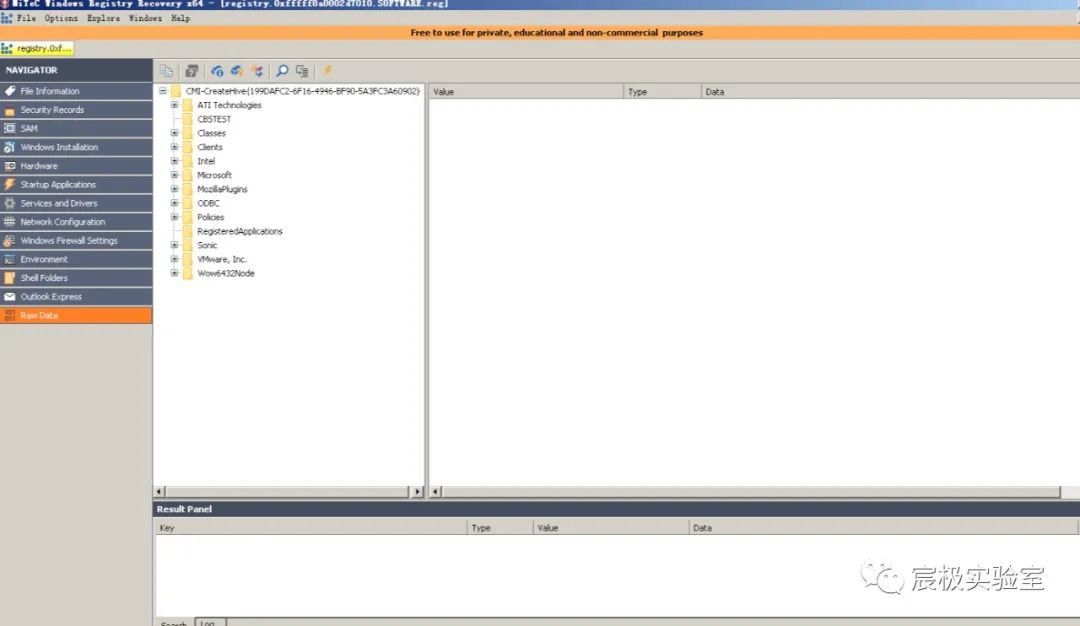 MiTeC Windows Registry Recovery x64 - [registry.0xfffff8a0002d7010.SOFTWARE.reg]
File Options Explore Windows Help
Free to use for private, educational and non-commercial purposes
registry.0xf...
NAVIGATOR
File Information
Security Records
SAM
Windows Installation
Hardware
Startup Applications
Services and Drivers
Network Configuration
Windows Firewall Settings
Environment
Shell Folders
Outlook Express
Raw Data
CMI-CreateHive{199DAFC2-6F16-4946-BF90-5A3FC3A60902}
ATI Technologies
CBSTEST
Classes
Clients
Intel
Microsoft
MozillaPlugins
ODBC
Policies
RegisteredApplications
Sonic
VMware, Inc.
Wow6432Node
Value Type Data
Result Panel
Key Type Value Data
Search Log
宸极实验室